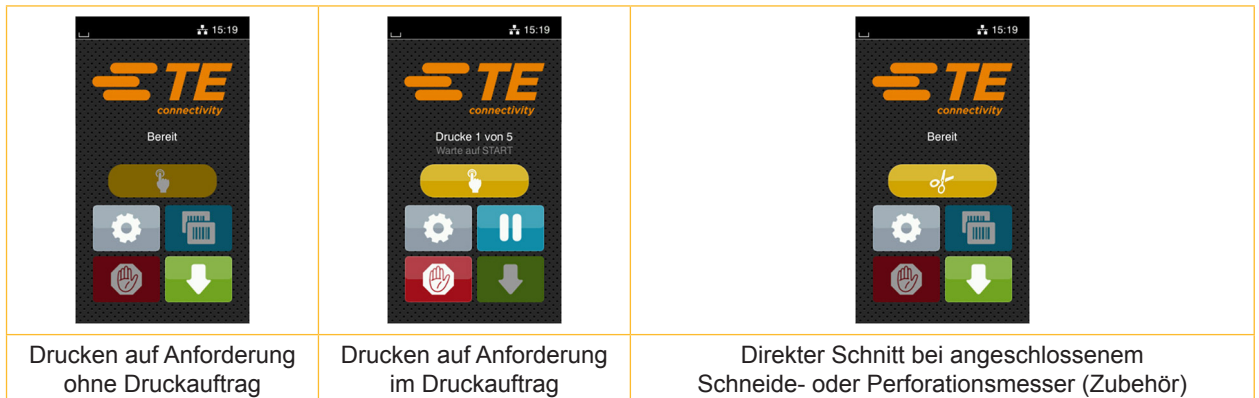 15:19
TE
connectivity
Bereit
15:19
TE
connectivity
Drucke 1 von 5
Warte auf START
15:19
TE
connectivity
Bereit
Drucken auf Anforderung
ohne Druckauftrag
Drucken auf Anforderung
im Druckauftrag
Direkter Schnitt bei angeschlossenem
Schneide- oder Perforationsmesser (Zubehör)